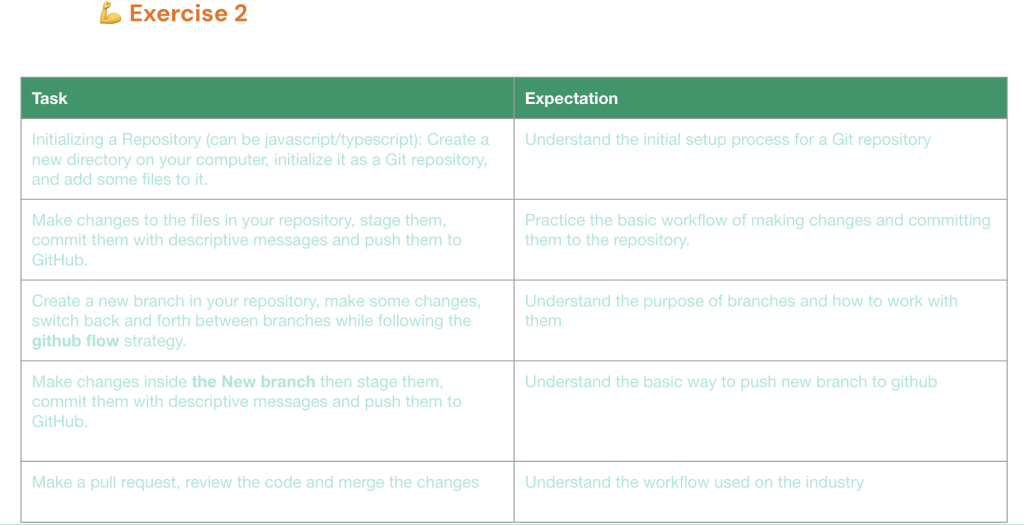 💪 Exercise 2
Task
Expectation
Initializing a Repository (can be javascript/typescript): Create a
new directory on your computer, initialize it as a Git repository,
and add some files to it.
Understand the initial setup process for a Git repository
Make changes to the files in your repository, stage them,
commit them with descriptive messages and push them to
GitHub.
Practice the basic workflow of making changes and committing
them to the repository.
Create a new branch in your repository, make some changes,
switch back and forth between branches while following the
github flow strategy.
Understand the purpose of branches and how to work with
them
Make changes inside the New branch then stage them,
commit them with descriptive messages and push them to
GitHub.
Understand the basic way to push new branch to github
Make a pull request, review the code and merge the changes
Understand the workflow used on the industry